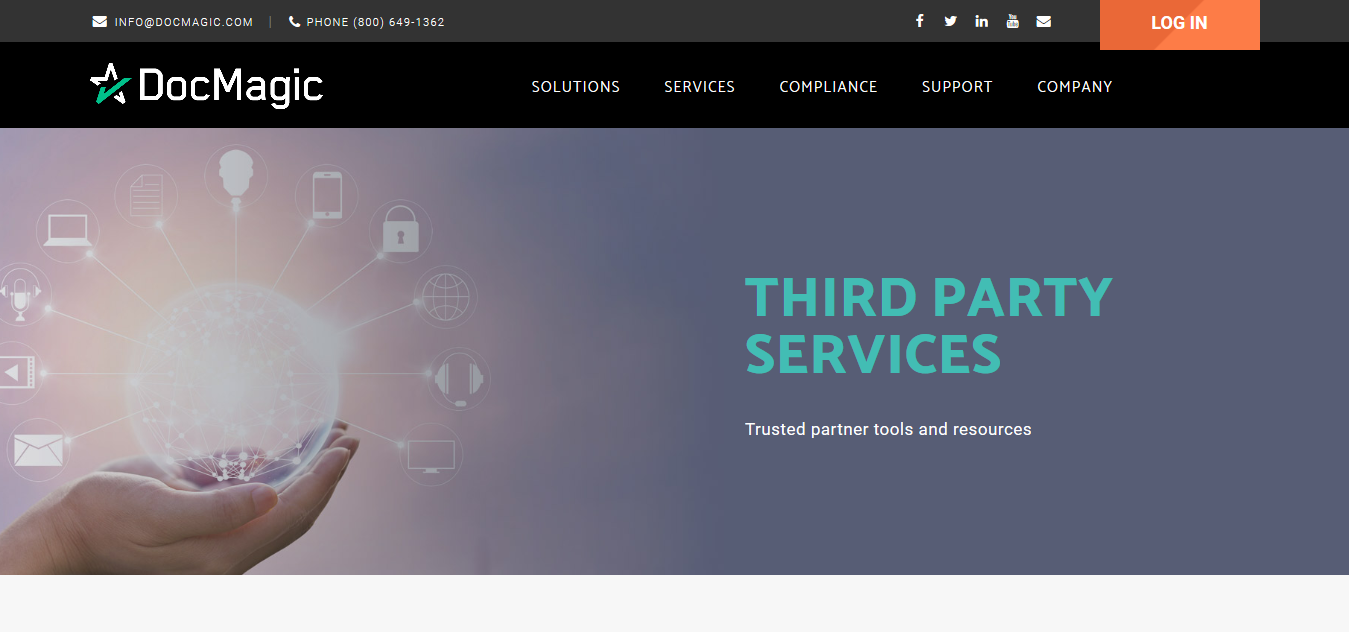 INFO@DOCMAGIC.COM | PHONE (800) 649-1362
LOG IN
DocMagic
SOLUTIONS SERVICES COMPLIANCE SUPPORT COMPANY
THIRD PARTY
SERVICES
Trusted partner tools and resources